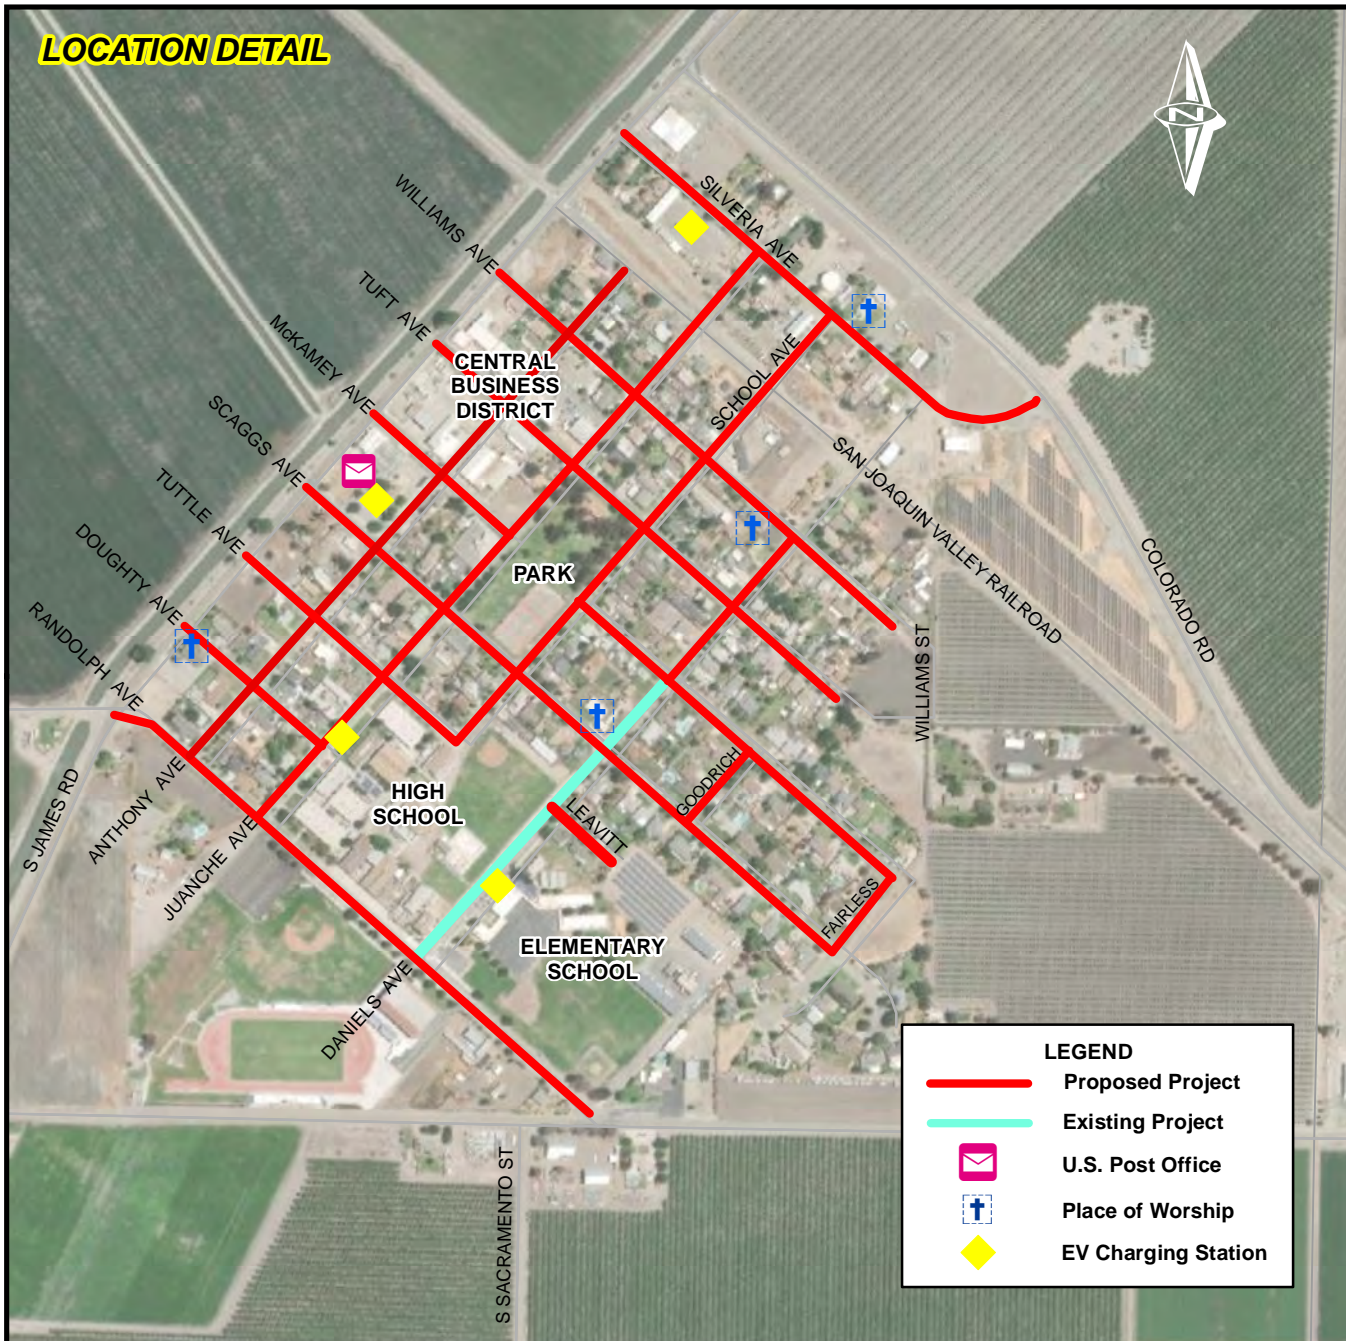 LOCATION DETAIL
N
WILLIAMS AVE
SILVERIA AVE
TUFT AVE
McKAMEY AVE
CENTRAL
BUSINESS
DISTRICT
SCHOOL AVE
SCAGGS AVE
TUTTLE AVE
SAN JOAQUIN VALLEY RAILROAD
DOUGHTY AVE
PARK
COLORADO RD
RANDOLPH AVE
WILLIAMS ST
S JAMES RD
ANTHONY AVE
JUANCHE AVE
HIGH
SCHOOL
GOODRICH
LEAVITT
FAIRLESS
ELEMENTARY
SCHOOL
DANIELS AVE
S SACRAMENTO ST
LEGEND
Proposed Project
Existing Project
U.S. Post Office
Place of Worship
EV Charging Station